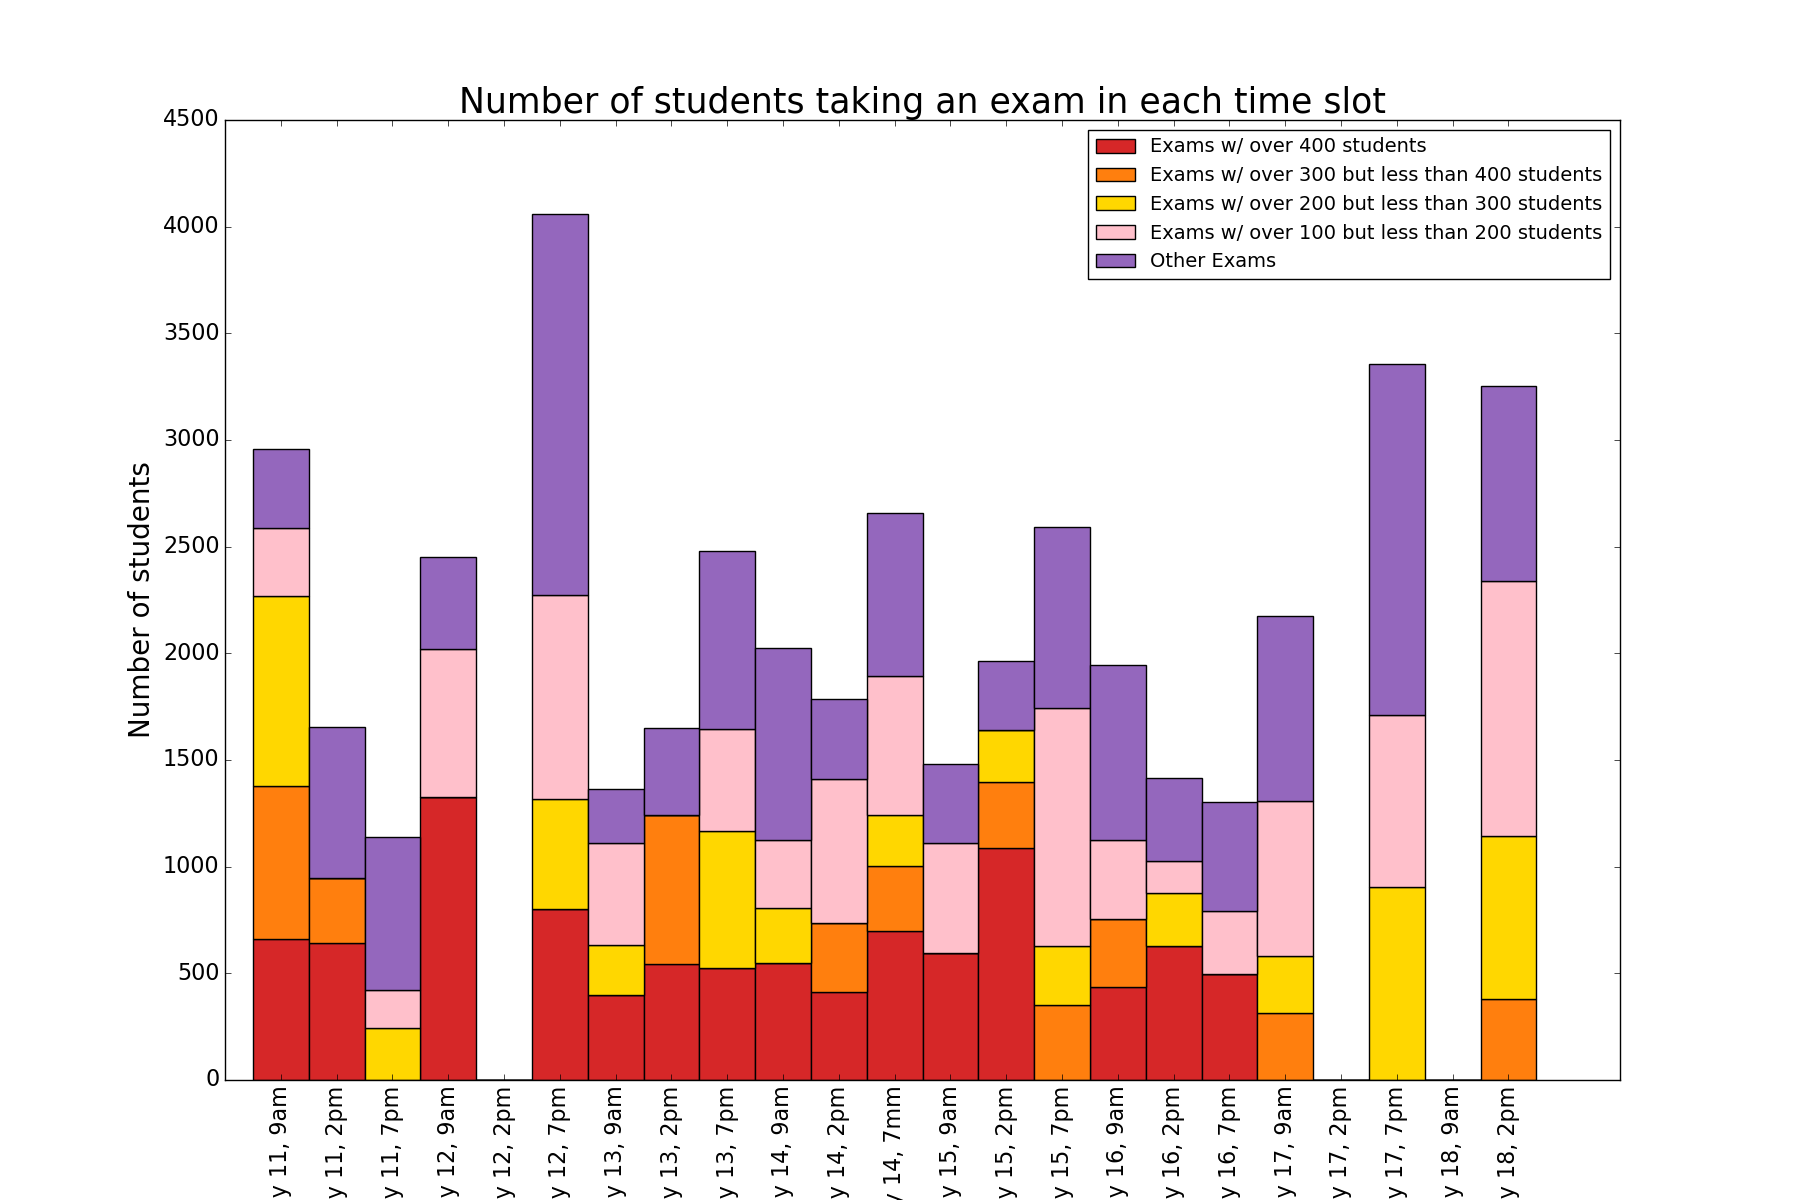 Number of students taking an exam in each time slot
Number of students
4500
4000
3500
3000
2500
2000
1500
1000
500
0
Exams w/ over 400 students
Exams w/ over 300 but less than 400 students
Exams w/ over 200 but less than 300 students
Exams w/ over 100 but less than 200 students
Other Exams
y 11, 9am
y 11, 2pm
y 11, 7pm
y 12, 9am
y 12, 2pm
y 12, 7pm
y 13, 9am
y 13, 2pm
y 13, 7pm
y 14, 9am
y 14, 2pm
y 14, 7mm
y 15, 9am
y 15, 2pm
y 15, 7pm
y 16, 9am
y 16, 2pm
y 16, 7pm
y 17, 9am
y 17, 2pm
y 17, 7pm
y 18, 9am
y 18, 2pm